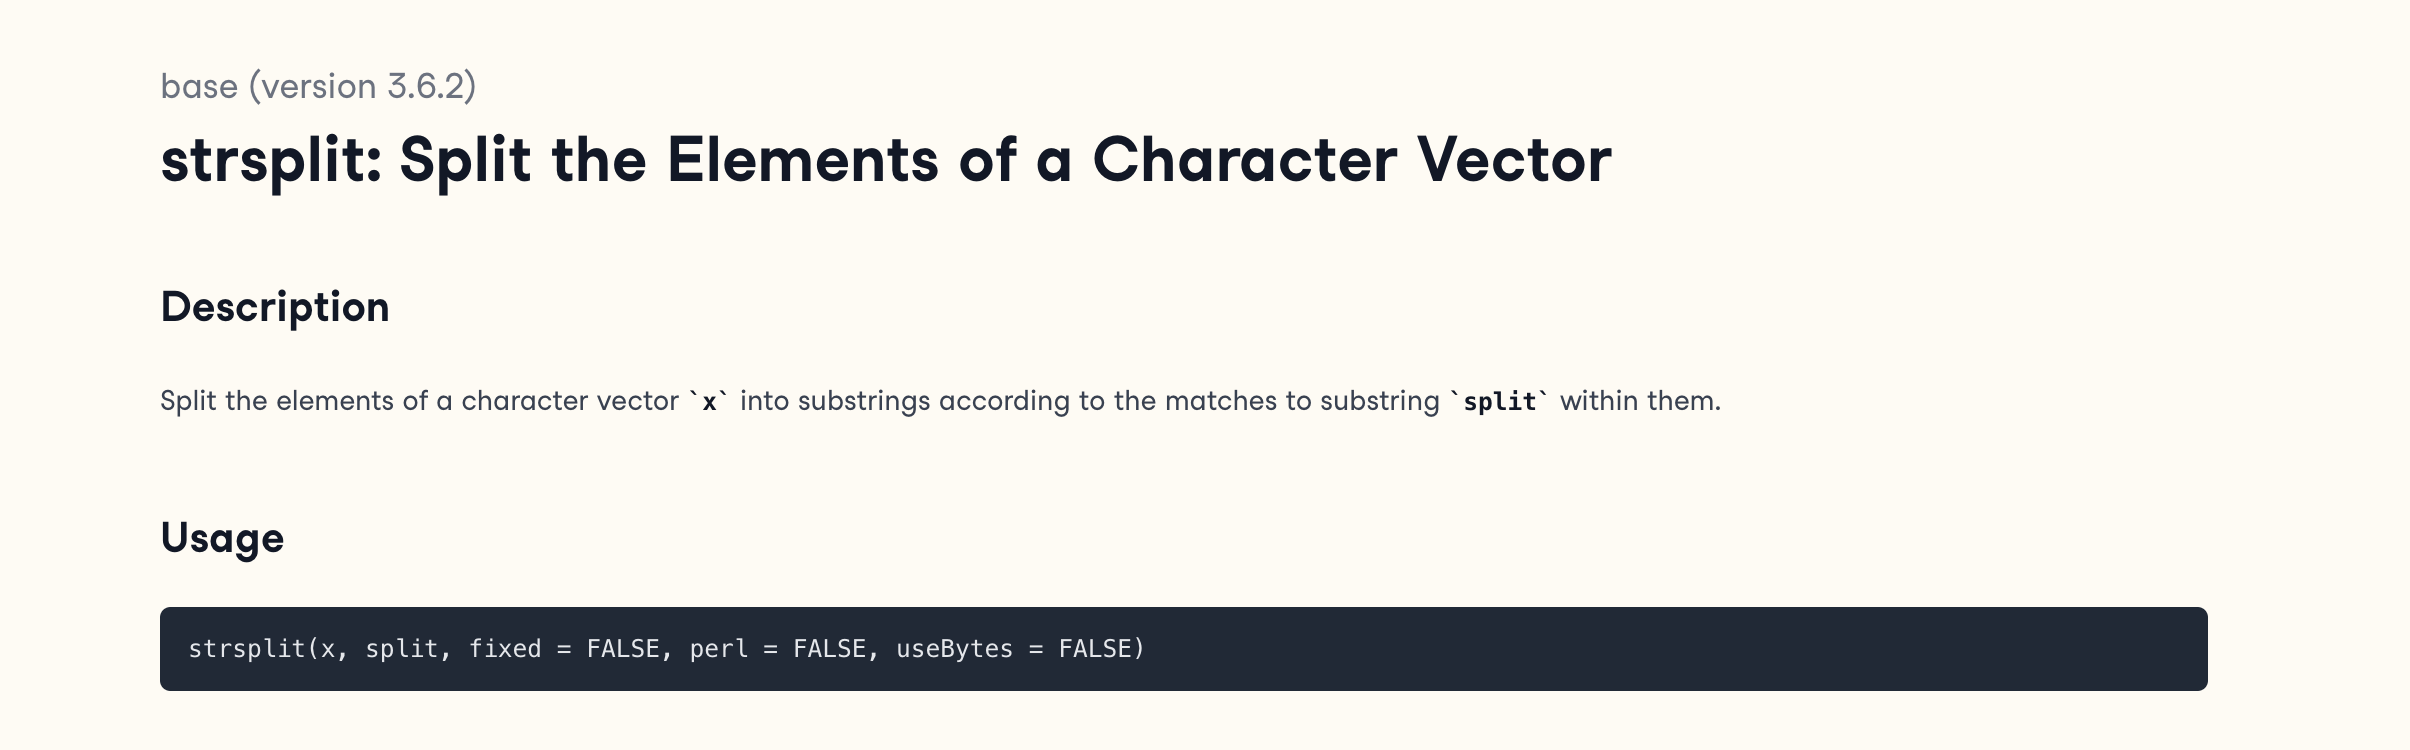 base (version 3.6.2)
strsplit: Split the Elements of a Character Vector
Description
Split the elements of a character vector `x` into substrings according to the matches to substring `split` within them.
Usage
strsplit(x, split, fixed = FALSE, perl = FALSE, useBytes = FALSE)